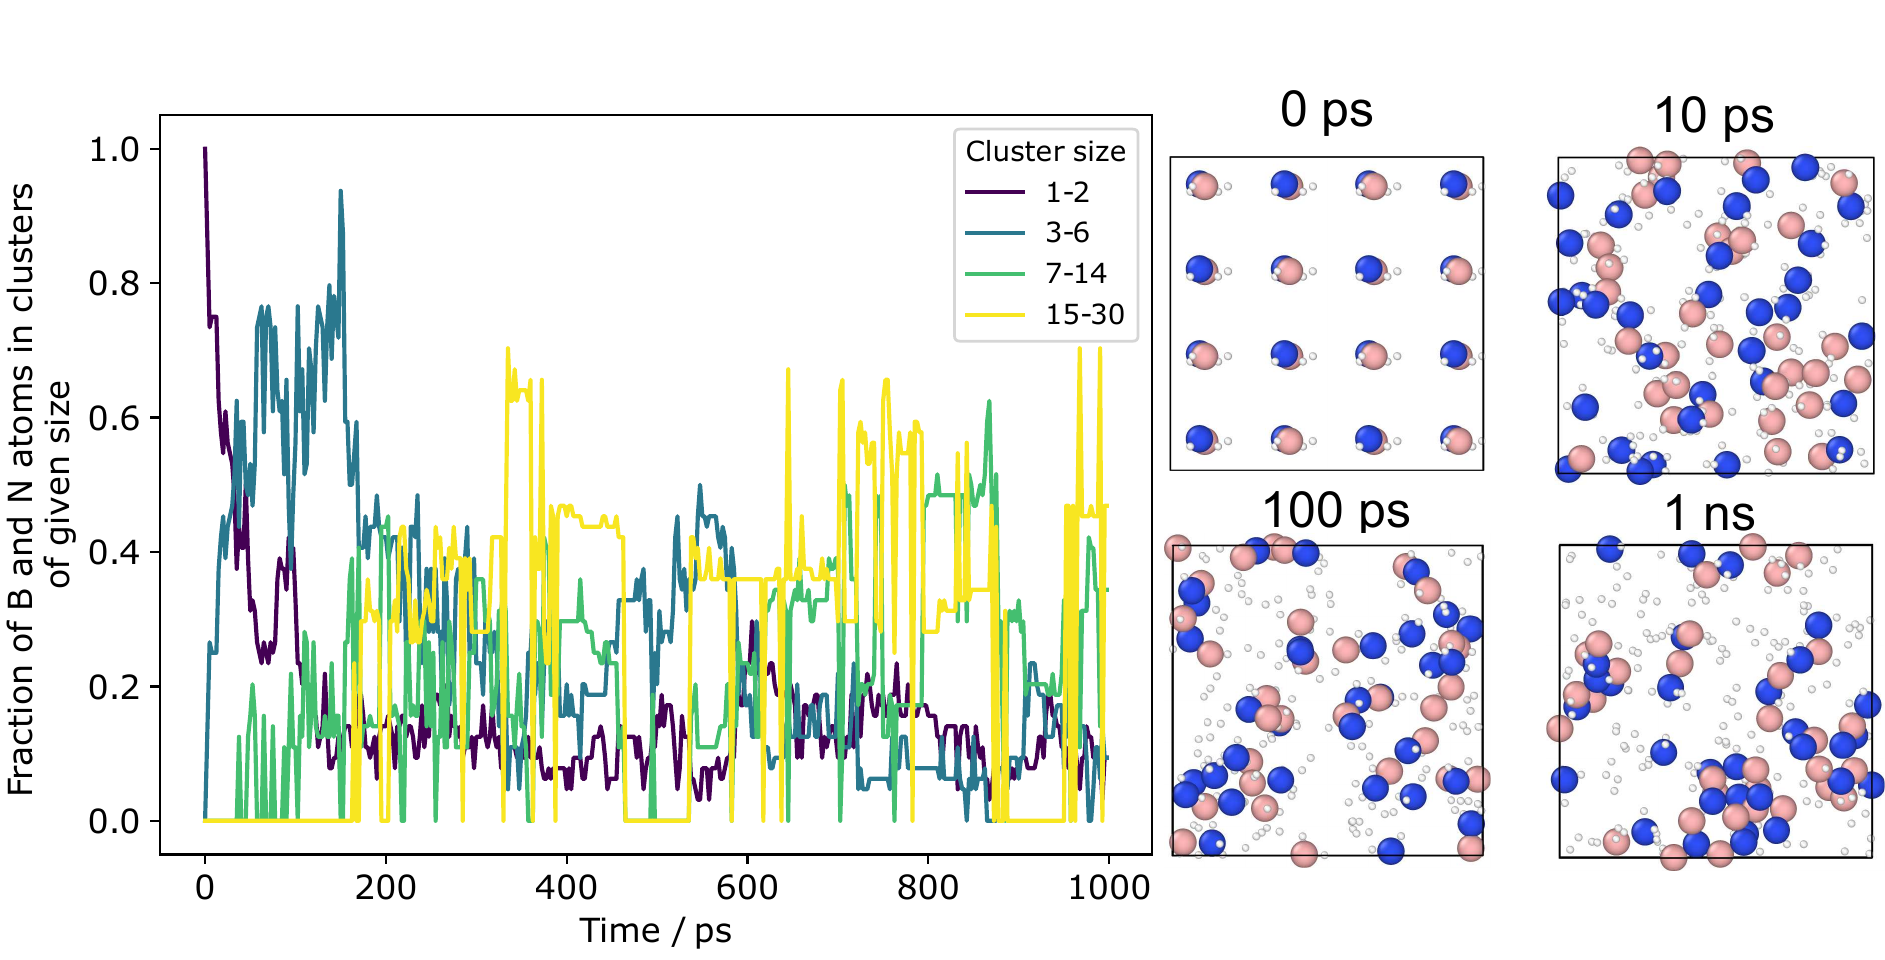 Fraction of B and N atoms in clusters
of given size
1.0
0.8
0.6
0.4
0.2
0.0
0
200
400
600
800
1000
Time / ps
Cluster size
1-2
3-6
7-14
15-30
0 ps
10 ps
100 ps
1 ns